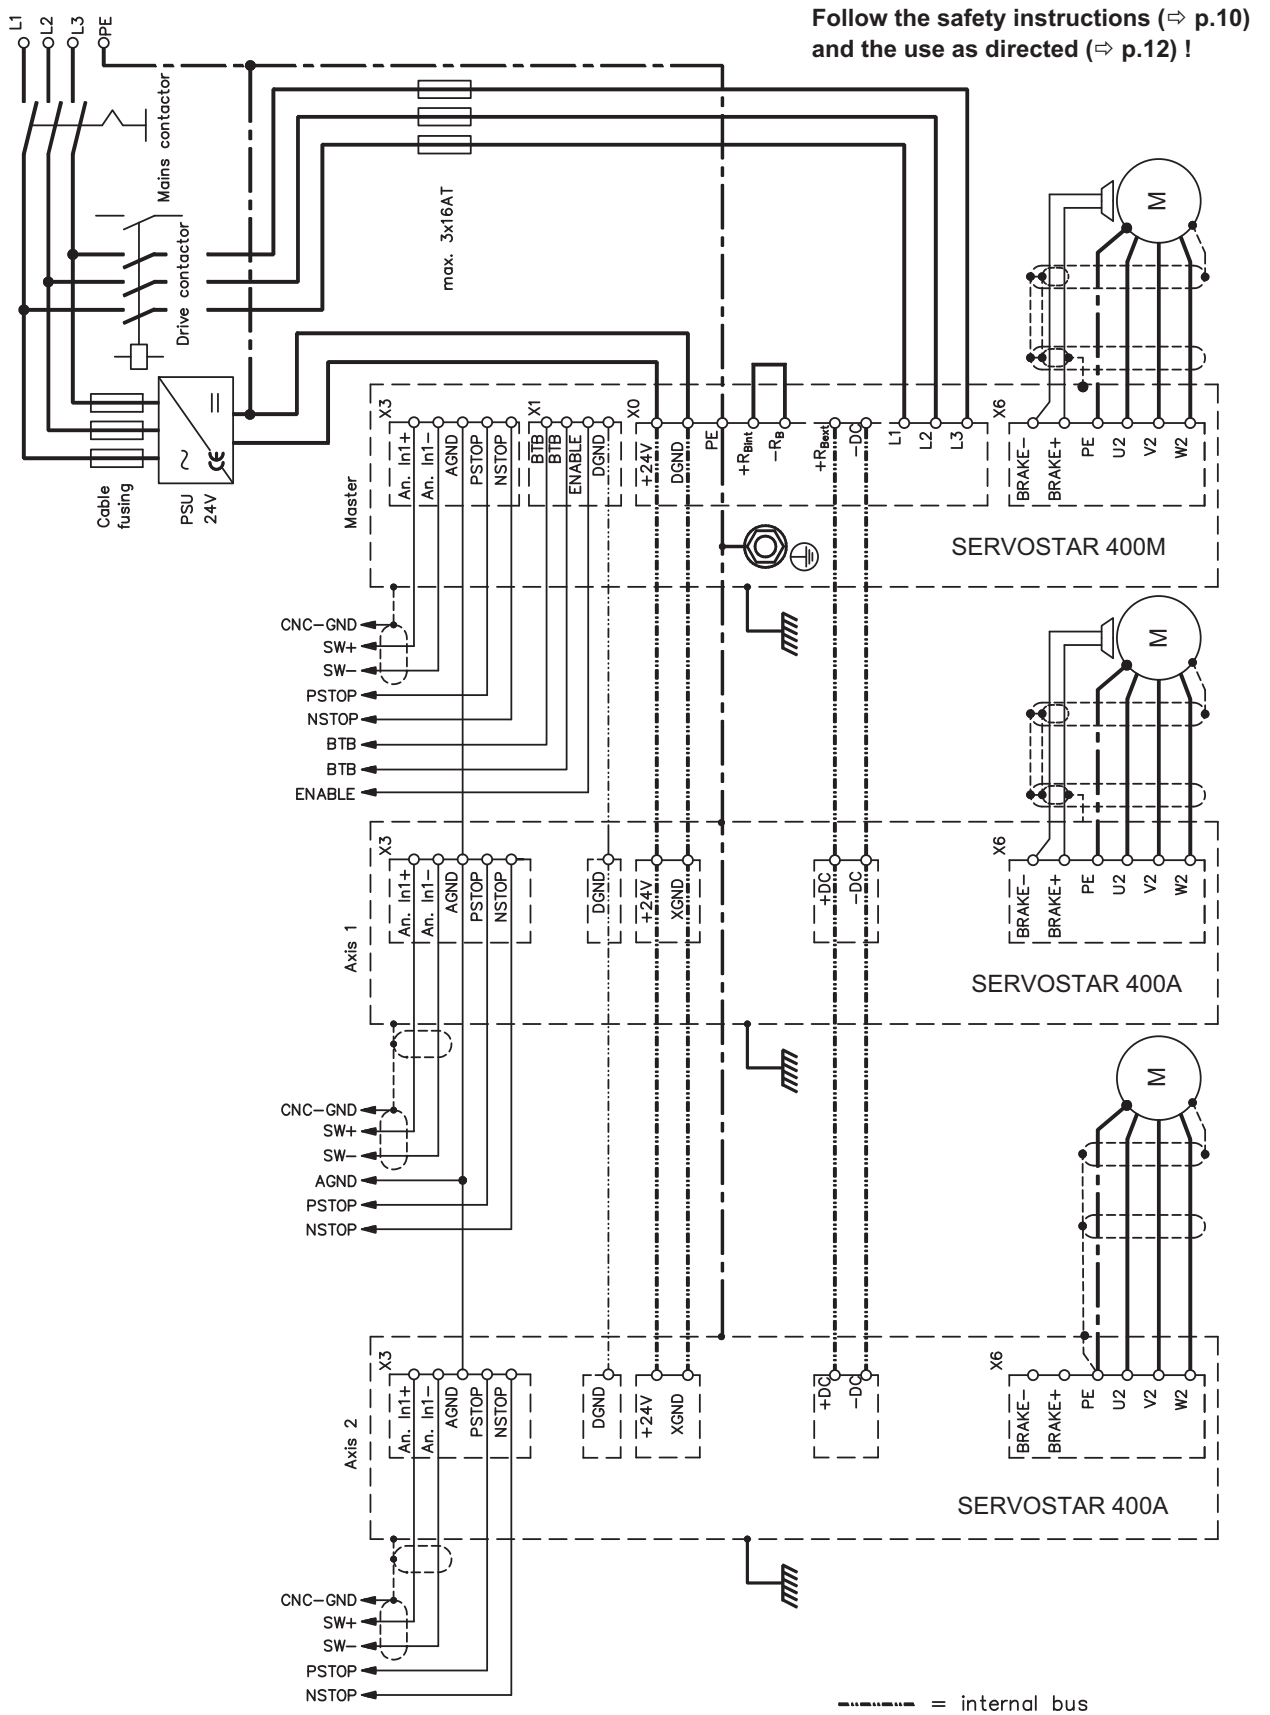 Follow the safety instructions (⇨ p.10)
and the use as directed (⇨ p.12) !
L1
L2
L3
PE
Mains contactor
Drive contactor
max. 3x16AT
Cable
fusing
PSU
24V
Master
X3
An. In1+
An. In1-
AGND
PSTOP
NSTOP
X1
BTB
BTB
ENABLE
DGND
X0
+24V
DGND
PE
+RBint
-RB
+RBext
-DC
L1
L2
L3
X6
BRAKE-
BRAKE+
PE
U2
V2
W2
M
SERVOSTAR 400M
CNC-GND
SW+
SW-
PSTOP
NSTOP
BTB
BTB
ENABLE
Axis 1
X3
An. In1+
An. In1-
AGND
PSTOP
NSTOP
DGND
+24V
XGND
+DC
-DC
X6
BRAKE-
BRAKE+
PE
U2
V2
W2
M
SERVOSTAR 400A
CNC-GND
SW+
SW-
AGND
PSTOP
NSTOP
Axis 2
X3
An. In1+
An. In1-
AGND
PSTOP
NSTOP
DGND
+24V
XGND
+DC
-DC
X6
BRAKE-
BRAKE+
PE
U2
V2
W2
M
SERVOSTAR 400A
CNC-GND
SW+
SW-
PSTOP
NSTOP
= internal bus